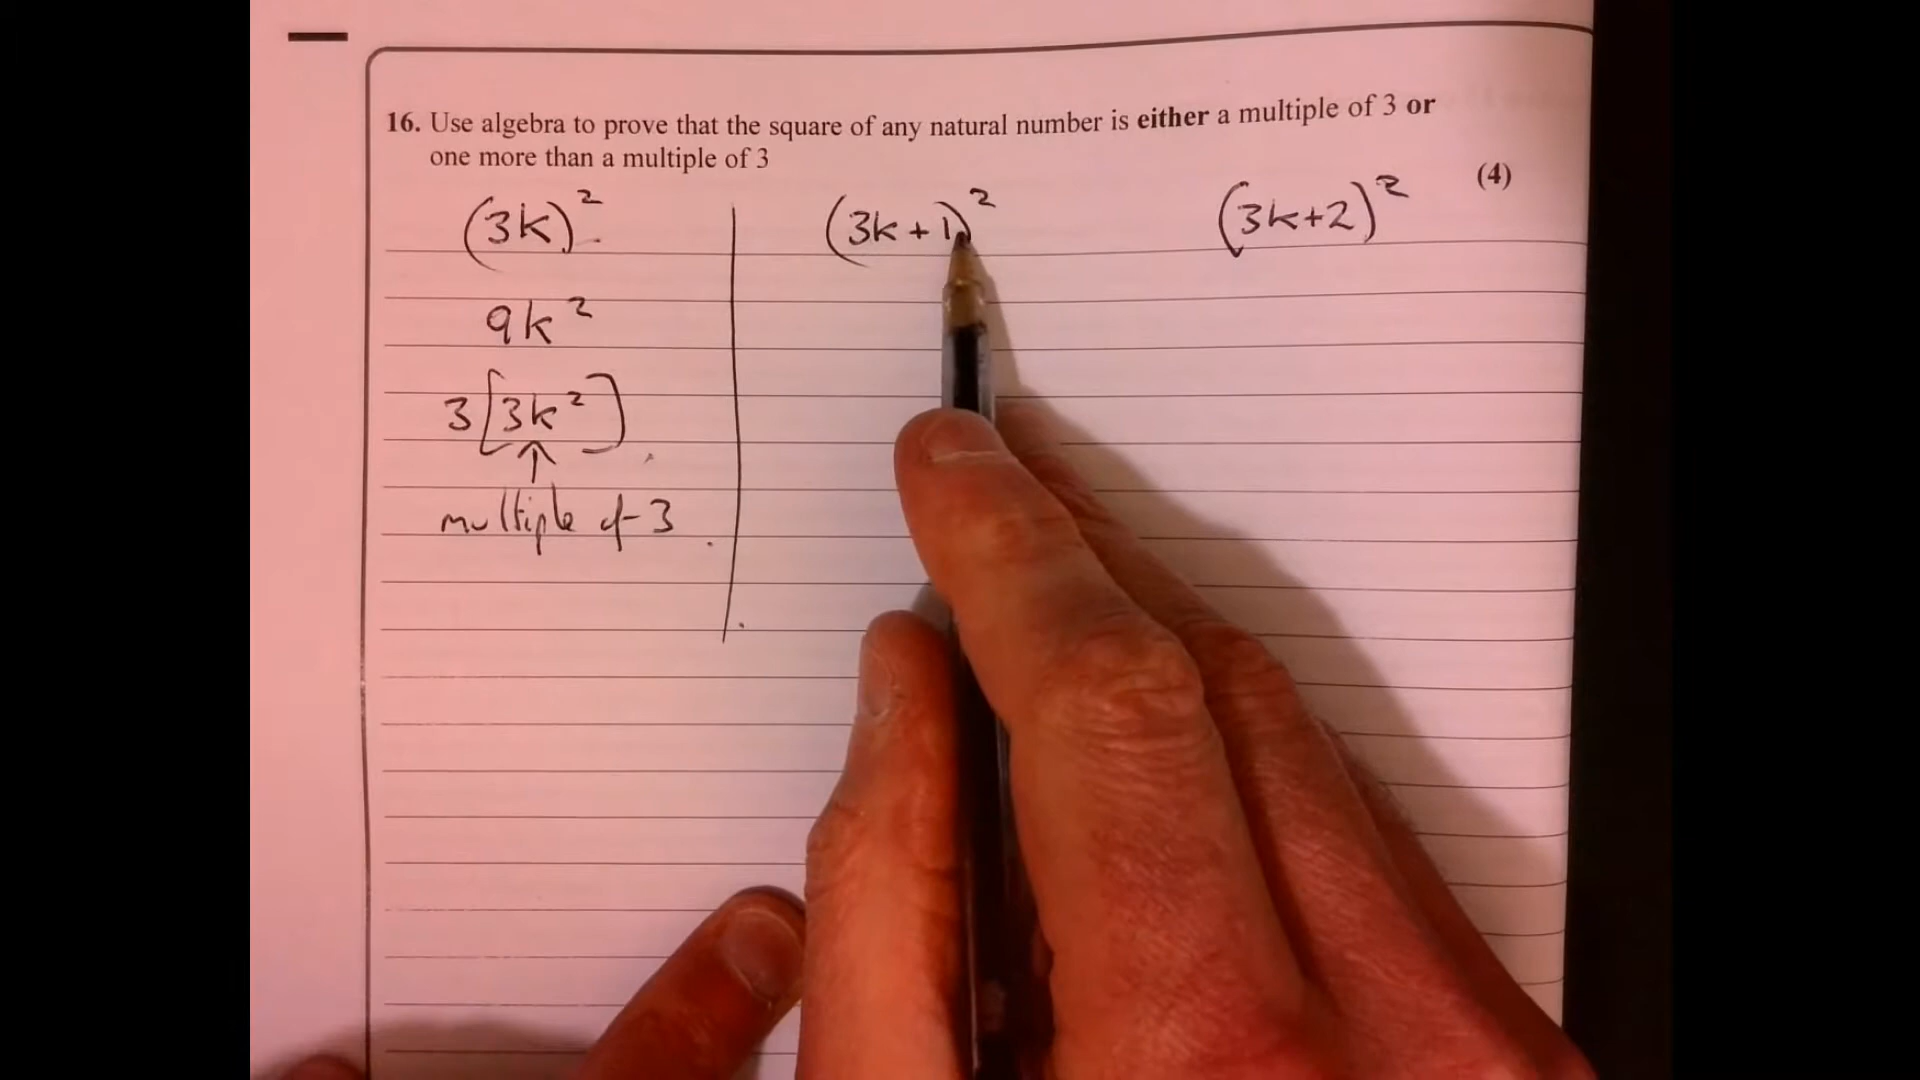 16. Use algebra to prove that the square of any natural number is either a multiple of 3 or
one more than a multiple of 3
(4)
(3k)²
9k²
3[3k²]
↑
multiple of 3
(3k+1)²
(3k+2)²